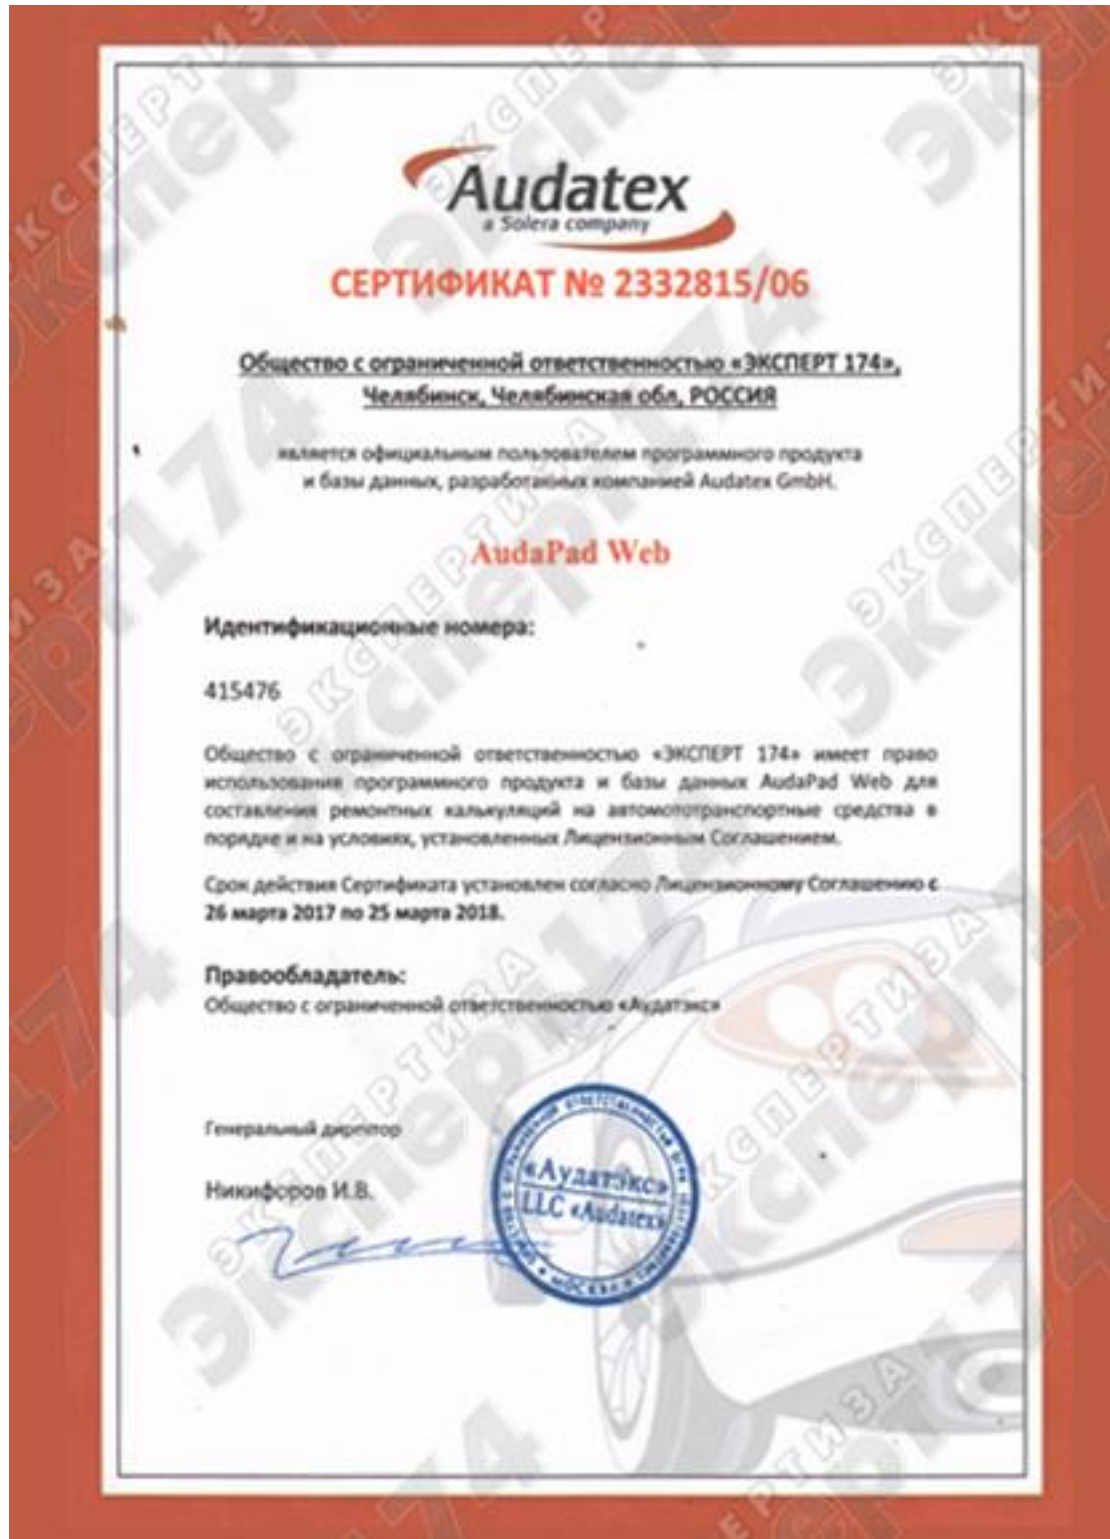 Audatex
a Solera company
СЕРТИФИКАТ № 2332815/06
Общество с ограниченной ответственностью «ЭКСПЕРТ 174»,
Челябинск, Челябинская обл, РОССИЯ
является официальным пользователем программного продукта
и базы данных, разработанных компанией Audatex GmbH.
AudaPad Web
Идентификационные номера:
415476
Общество с ограниченной ответственностью «ЭКСПЕРТ 174» имеет право
использования программного продукта и базы данных AudaPad Web для
составления ремонтных калькуляций на автомототранспортные средства в
порядке и на условиях, установленных Лицензионным Соглашением.
Срок действия Сертификата установлен согласно Лицензионному Соглашению с
26 марта 2017 по 25 марта 2018.
Правообладатель:
Общество с ограниченной ответственностью «Аудатэкс»
Генеральный директор
Никифоров И.В.
«Аудатэкс»
LLC «Audatex»
МОСКВА
ЭКСПЕРТИЗА
Эксперт174